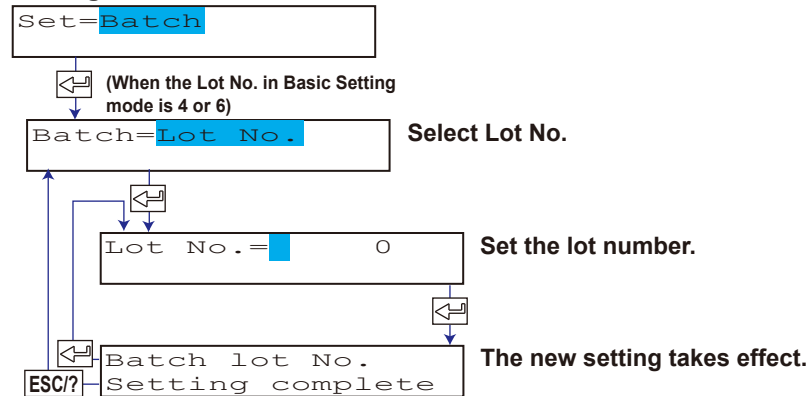 Set=Batch
(When the Lot No. in Basic Setting
mode is 4 or 6)
Batch=Lot No.
Select Lot No.
Lot No.= 0
Set the lot number.
Batch lot No.
Setting complete
The new setting takes effect.
ESC/?